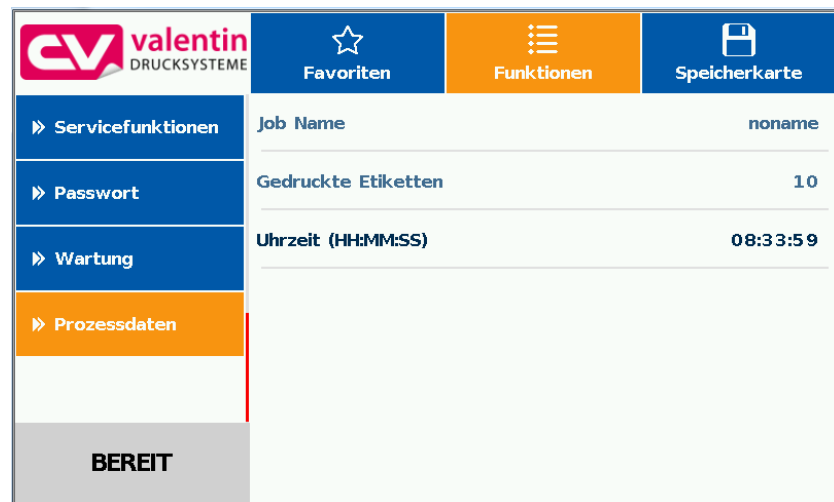 CV valentin
DRUCKSYSTEME
Favoriten
Funktionen
Speicherkarte
Servicefunktionen
Passwort
Wartung
Prozessdaten
BEREIT
Job Name noname
Gedruckte Etiketten 10
Uhrzeit (HH:MM:SS) 08:33:59